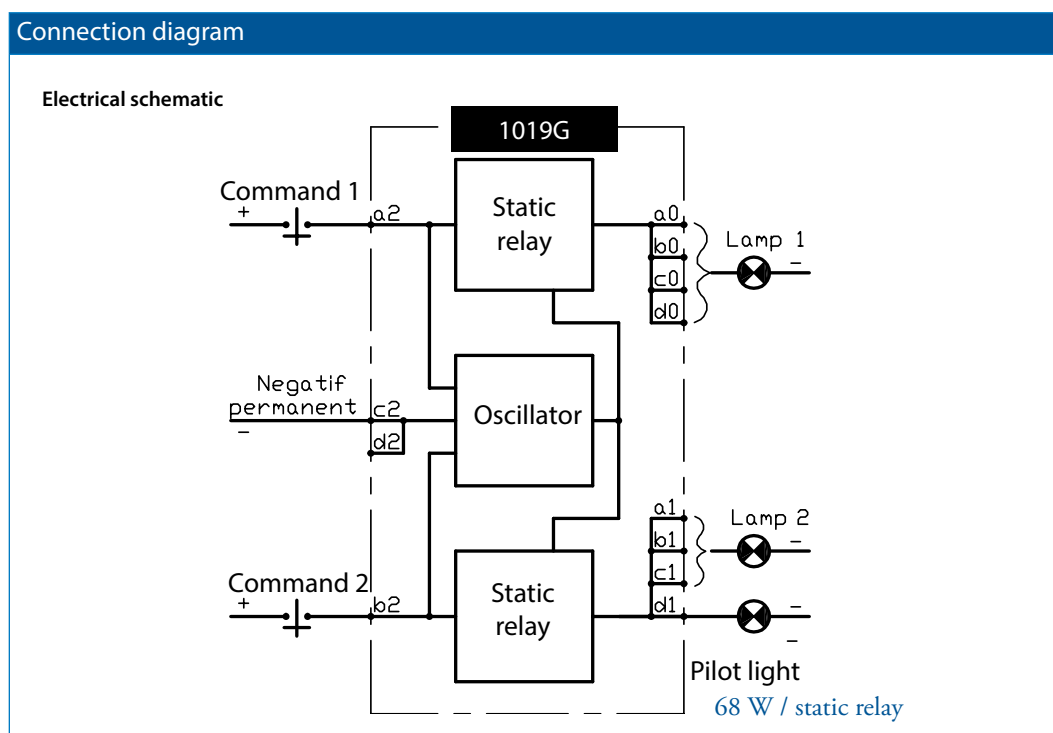 Connection diagram
Electrical schematic
1019G
Command 1
+
a2
Static
relay
a0
b0
c0
d0
Lamp 1
–
Negatif
permanent
–
c2
d2
Oscillator
a1
b1
c1
d1
Lamp 2
–
Command 2
+
b2
Static
relay
–
–
Pilot light
68 W / static relay